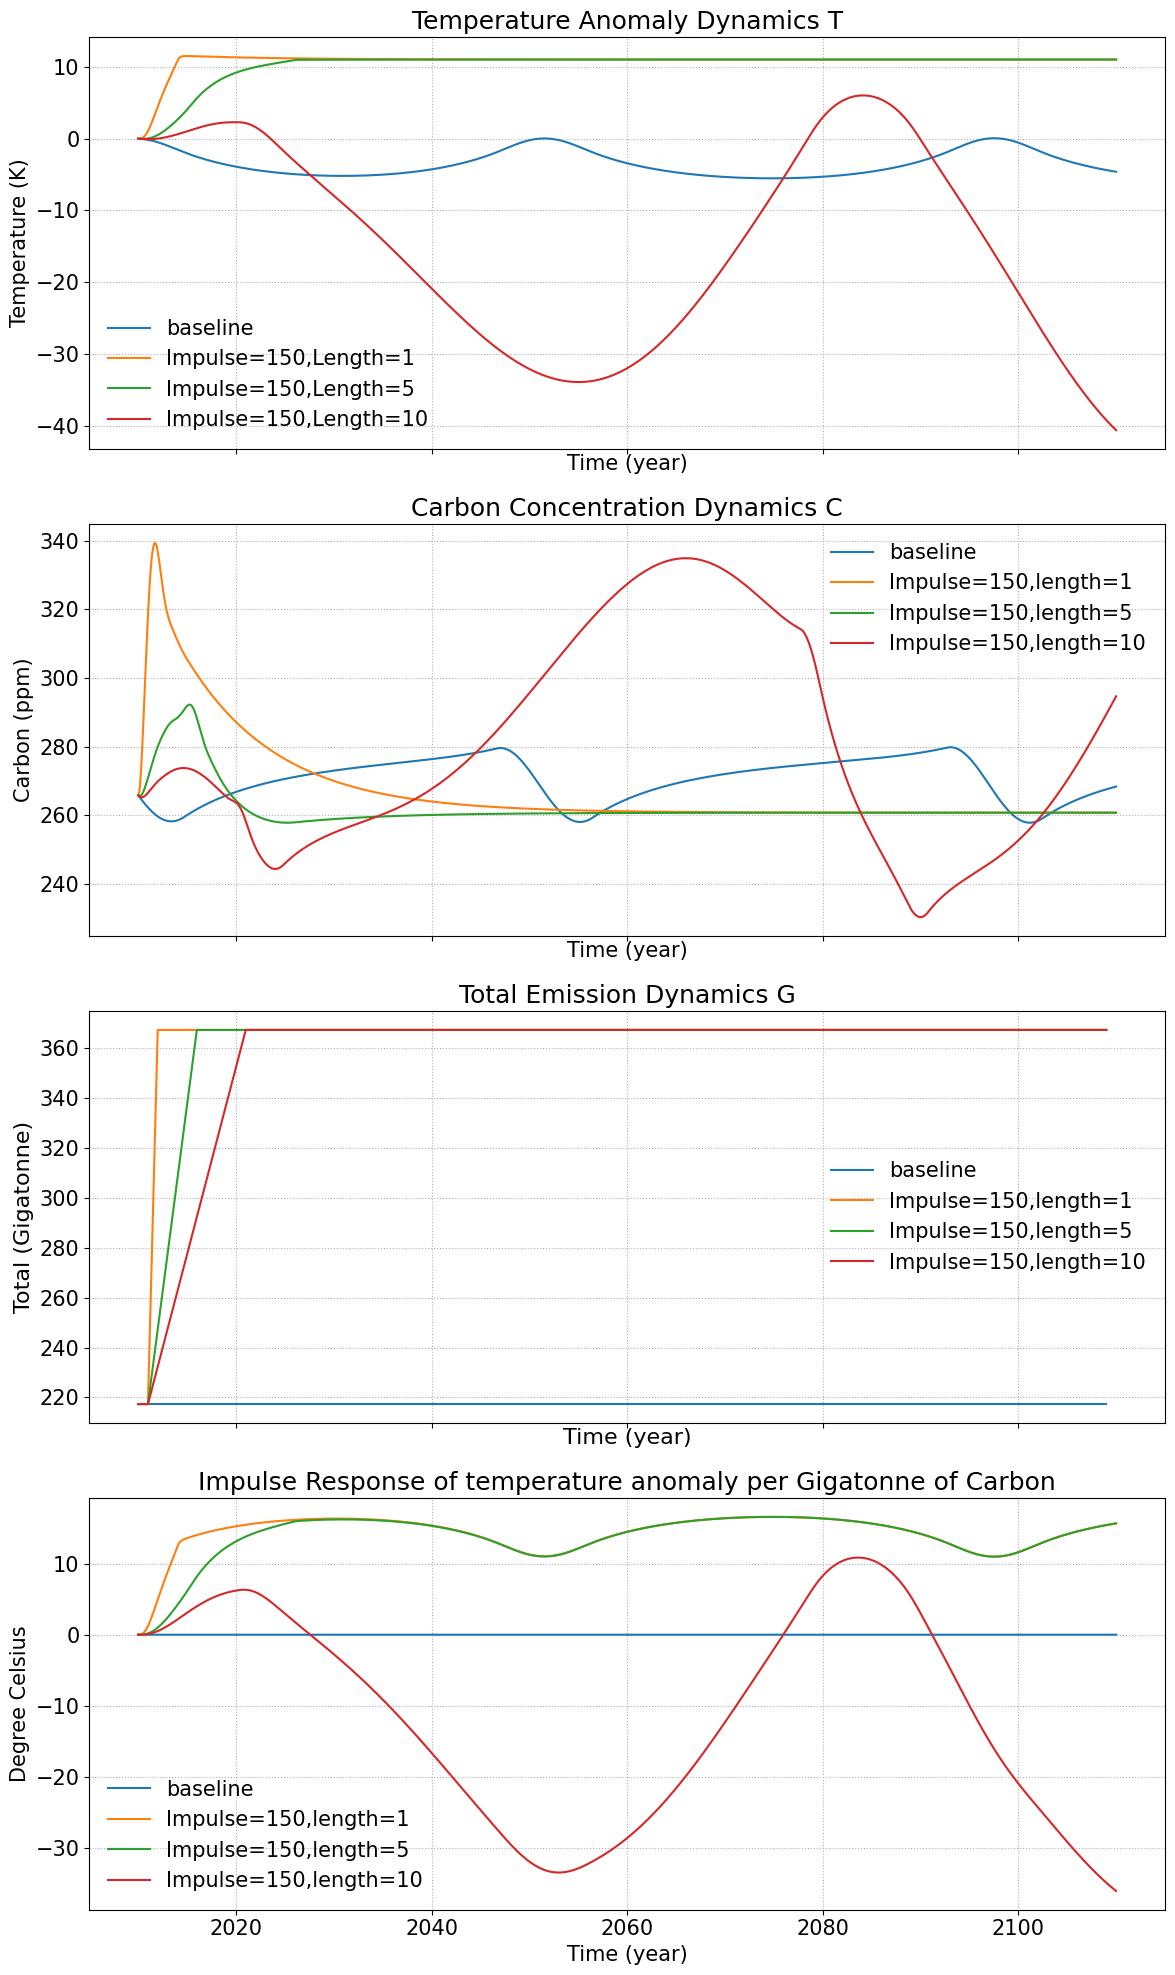 Temperature Anomaly Dynamics T
10
0
−10
−20
−30
−40
Temperature (K)
baseline
Impulse=150,Length=1
Impulse=150,Length=5
Impulse=150,Length=10
Time (year)
Carbon Concentration Dynamics C
340
320
300
280
260
240
Carbon (ppm)
baseline
Impulse=150,length=1
Impulse=150,length=5
Impulse=150,length=10
Time (year)
Total Emission Dynamics G
360
340
320
300
280
260
240
220
Total (Gigatonne)
baseline
Impulse=150,length=1
Impulse=150,length=5
Impulse=150,length=10
Time (year)
Impulse Response of temperature anomaly per Gigatonne of Carbon
10
0
−10
−20
−30
Degree Celsius
baseline
Impulse=150,length=1
Impulse=150,length=5
Impulse=150,length=10
2020 2040 2060 2080 2100
Time (year)